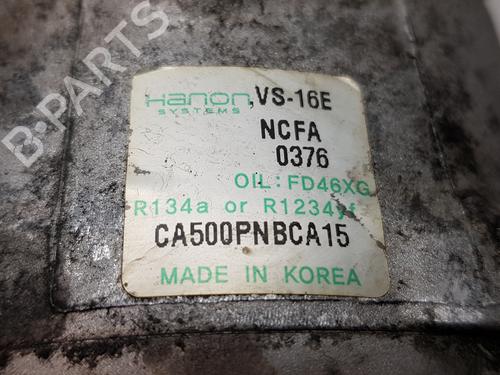 B-PARTS
Hanon VS-16E
SYSTEMS
NCFA
0376
OIL: FD46XG
R134a or R1234yf
CA500PNBCA15
MADE IN KOREA